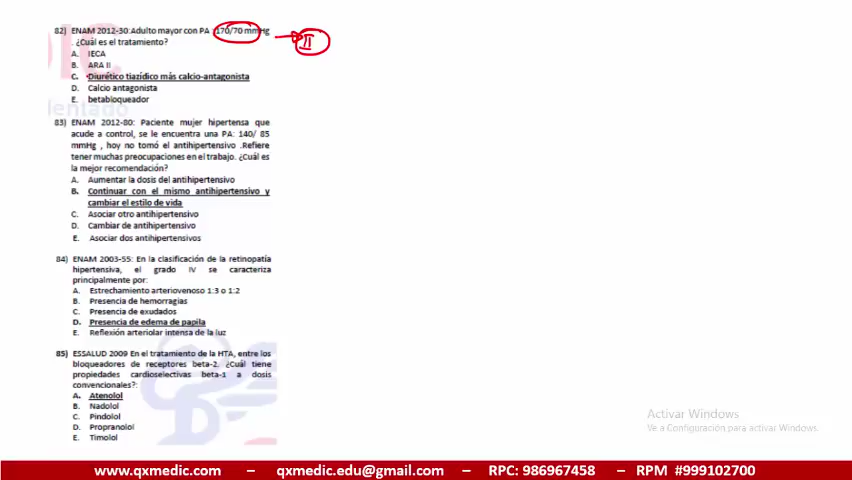 82) ENAM 2012-30:Adulto mayor con PA :170/70 mmHg
. ¿Cuál es el tratamiento?
A. IECA
B. ARA II
C. Diurético tiazídico más calcio-antagonista
D. Calcio antagonista
E. betabloqueador
II
83) ENAM 2012-80: Paciente mujer hipertensa que
acude a control, se le encuentra una PA: 140/ 85
mmHg , hoy no tomó el antihipertensivo .Refiere
tener muchas preocupaciones en el trabajo. ¿Cuál es
la mejor recomendación?
A. Aumentar la dosis del antihipertensivo
B. Continuar con el mismo antihipertensivo y
cambiar el estilo de vida
C. Asociar otro antihipertensivo
D. Cambiar de antihipertensivo
E. Asociar dos antihipertensivos
84) ENAM 2003-55: En la clasificación de la retinopatía
hipertensiva, el grado IV se caracteriza
principalmente por:
A. Estrechamiento arteriovenoso 1:3 o 1:2
B. Presencia de hemorragias
C. Presencia de exudados
D. Presencia de edema de papila
E. Reflexión arteriolar intensa de la luz
85) ESSALUD 2009 En el tratamiento de la HTA, entre los
bloqueadores de receptores beta-2. ¿Cuál tiene
propiedades cardioselectivas beta-1 a dosis
convencionales?:
A. Atenolol
B. Nadolol
C. Pindolol
D. Propranolol
E. Timolol
Activar Windows
Ve a Configuración para activar Windows.
www.qxmedic.com – qxmedic.edu@gmail.com – RPC: 986967458 – RPM #999102700